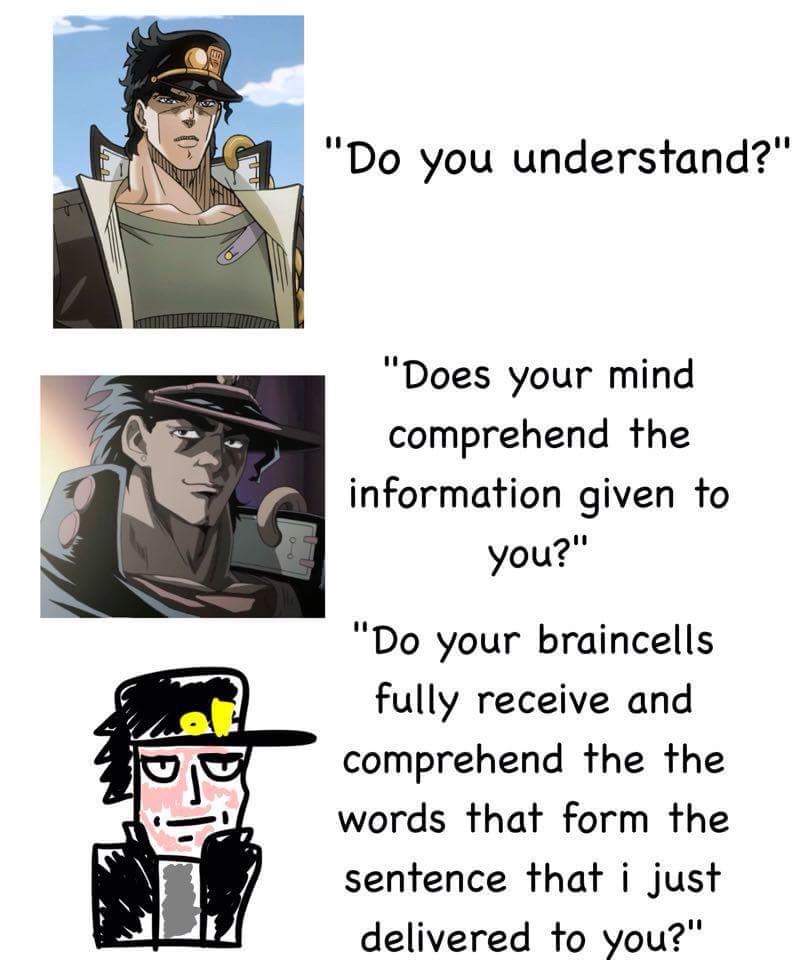 "Do you understand?"
"Does your mind
comprehend the
information given to
you?"
"Do your braincells
fully receive and
comprehend the the
words that form the
sentence that i just
delivered to you?"